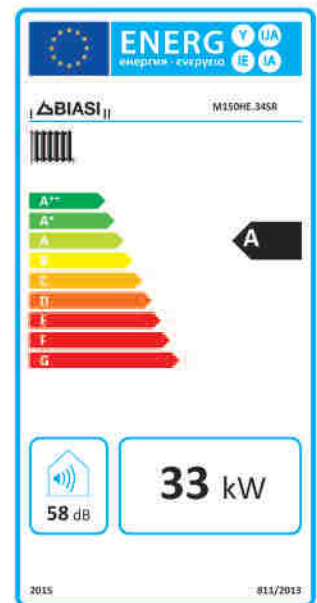 ENERG Y IJA
енергия · ενεργεια IE IA
BIASI M150HE.34SR
A++
A+
A
B
C
D
E
F
G
A
58 dB
33 kW
2015 811/2013